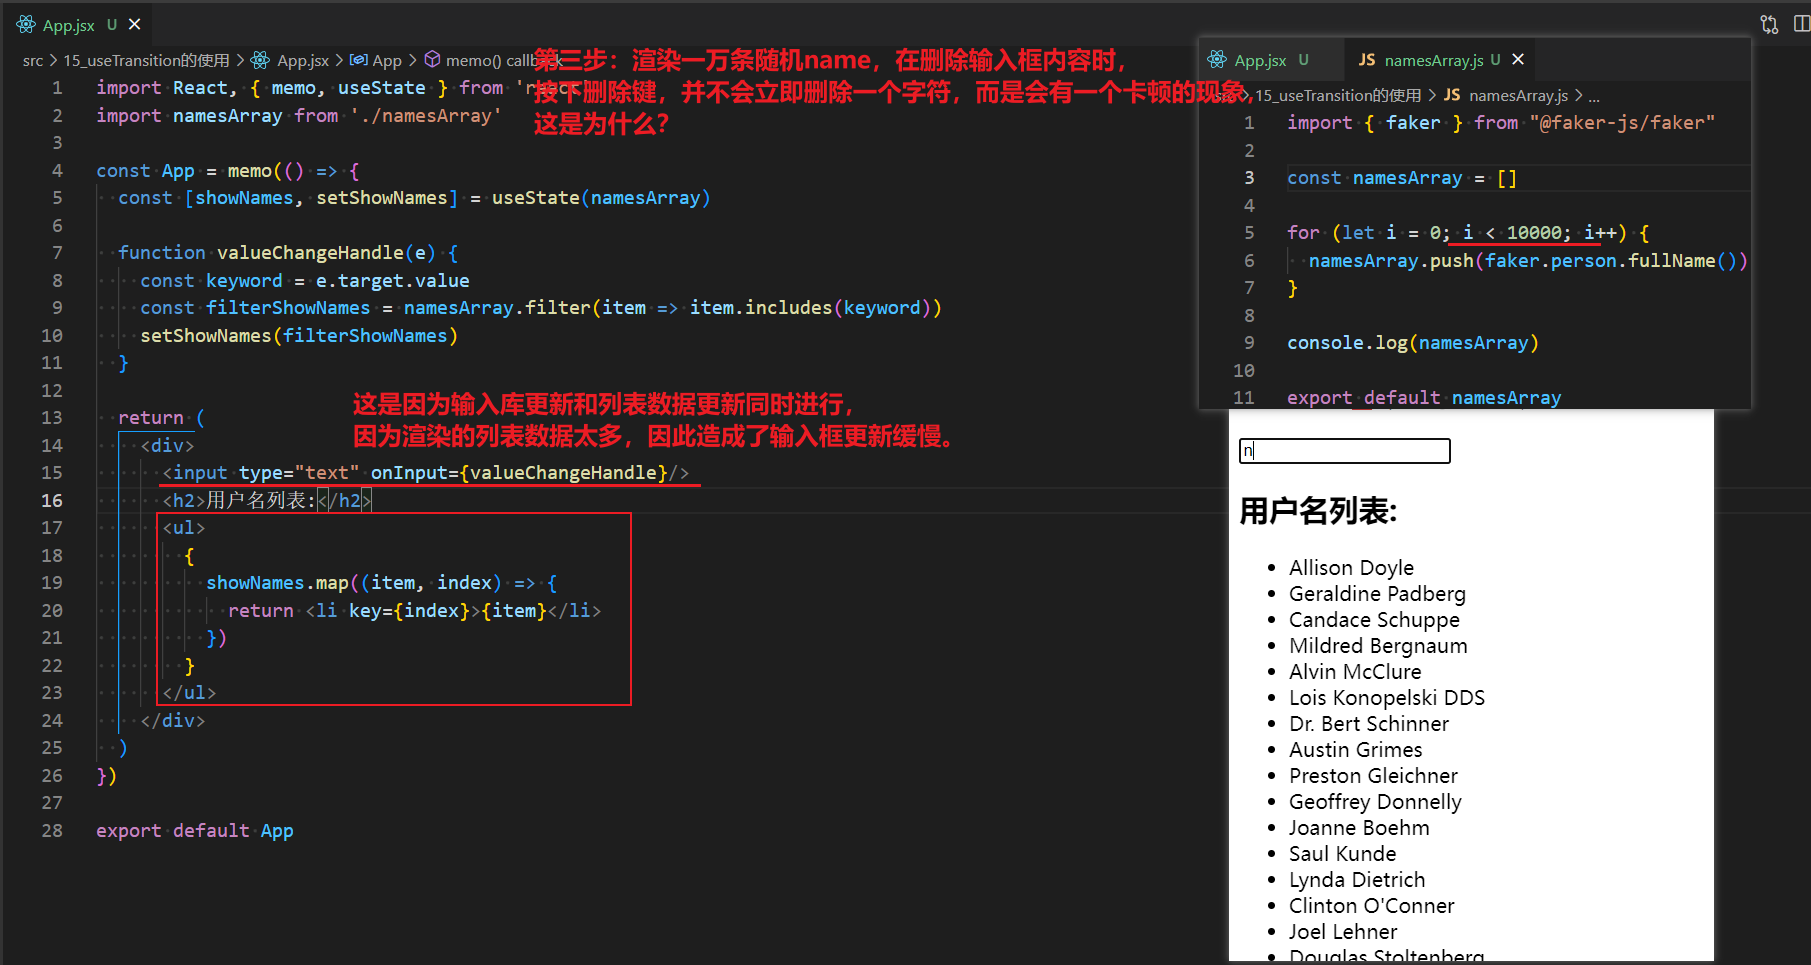 App.jsx U
src > 15_useTransition的使用 > App.jsx > App > memo() callback
第三步：渲染一万条随机name，在删除输入框内容时，
按下删除键，并不会立即删除一个字符，而是会有一个卡顿的现象，
这是为什么？
1 import React, { memo, useState } from 'react'
2 import namesArray from './namesArray'
3
4 const App = memo(() => {
5 const [showNames, setShowNames] = useState(namesArray)
6
7 function valueChangeHandle(e) {
8 const keyword = e.target.value
9 const filterShowNames = namesArray.filter(item => item.includes(keyword))
10 setShowNames(filterShowNames)
11 }
12
这是因为输入库更新和列表数据更新同时进行，
因为渲染的列表数据太多，因此造成了输入框更新缓慢。
13 return (
14 <div>
15 <input type="text" onInput={valueChangeHandle}/>
16 <h2>用户名列表:</h2>
17 <ul>
18 {
19 showNames.map((item, index) => {
20 return <li key={index}>{item}</li>
21 })
22 }
23 </ul>
24 </div>
25 )
26 })
27
28 export default App
App.jsx U
JS namesArray.js U
15_useTransition的使用 > JS namesArray.js > ...
1 import { faker } from "@faker-js/faker"
2
3 const namesArray = []
4
5 for (let i = 0; i < 10000; i++) {
6 namesArray.push(faker.person.fullName())
7 }
8
9 console.log(namesArray)
10
11 export default namesArray
n
用户名列表:
Allison Doyle
Geraldine Padberg
Candace Schuppe
Mildred Bergnaum
Alvin McClure
Lois Konopelski DDS
Dr. Bert Schinner
Austin Grimes
Preston Gleichner
Geoffrey Donnelly
Joanne Boehm
Saul Kunde
Lynda Dietrich
Clinton O'Conner
Joel Lehner
Douglas Stoltenberg